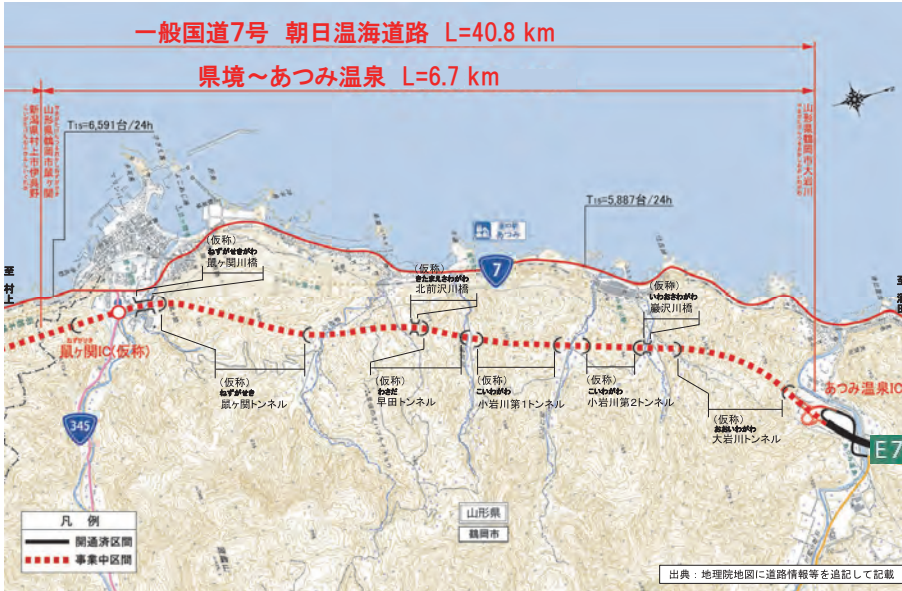 一般国道7号 朝日温海道路 L=40.8 km
県境～あつみ温泉 L=6.7 km
新潟県村上市伊呉野
山形県鶴岡市鼠ヶ関
山形県鶴岡市大岩川
T15=6,591台/24h
T15=5,887台/24h
道の駅
あつみ
7
至 村上
(仮称)
ねずがせきがわ
鼠ヶ関川橋
(仮称)
きたまえさわがわ
北前沢川橋
(仮称)
いわおさわがわ
巖沢川橋
ねずがせき
鼠ヶ関IC(仮称)
(仮称)
ねずがせき
鼠ヶ関トンネル
(仮称)
わさだ
早田トンネル
(仮称)
こいわがわ
小岩川第1トンネル
(仮称)
こいわがわ
小岩川第2トンネル
(仮称)
おおいわがわ
大岩川トンネル
あつみ温泉IC
E7
345
山形県
鶴岡市
凡 例
開通済区間
事業中区間
出典：地理院地図に道路情報等を追記して記載